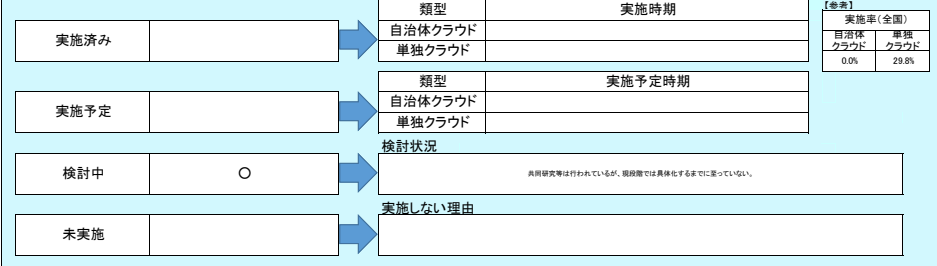 類型 実施時期
実施済み
自治体クラウド
単独クラウド
【参考】
実施率(全国)
自治体クラウド 単独クラウド
0.0% 29.8%
類型 実施予定時期
実施予定
自治体クラウド
単独クラウド
検討状況
検討中 ○
共同研究等は行われているが、現段階では具体化するまでに至っていない。
実施しない理由
未実施